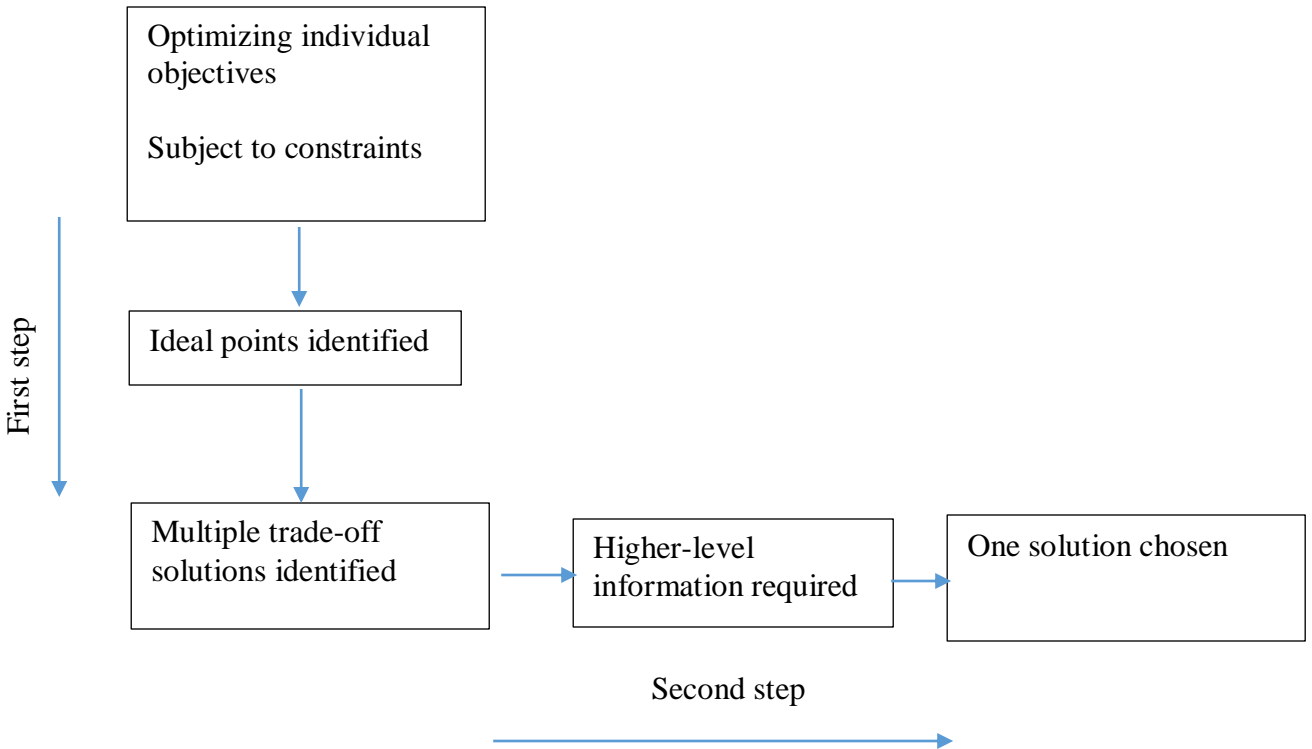 Optimizing individual
objectives
Subject to constraints
First step
Ideal points identified
Multiple trade-off
solutions identified
Higher-level
information required
One solution chosen
Second step